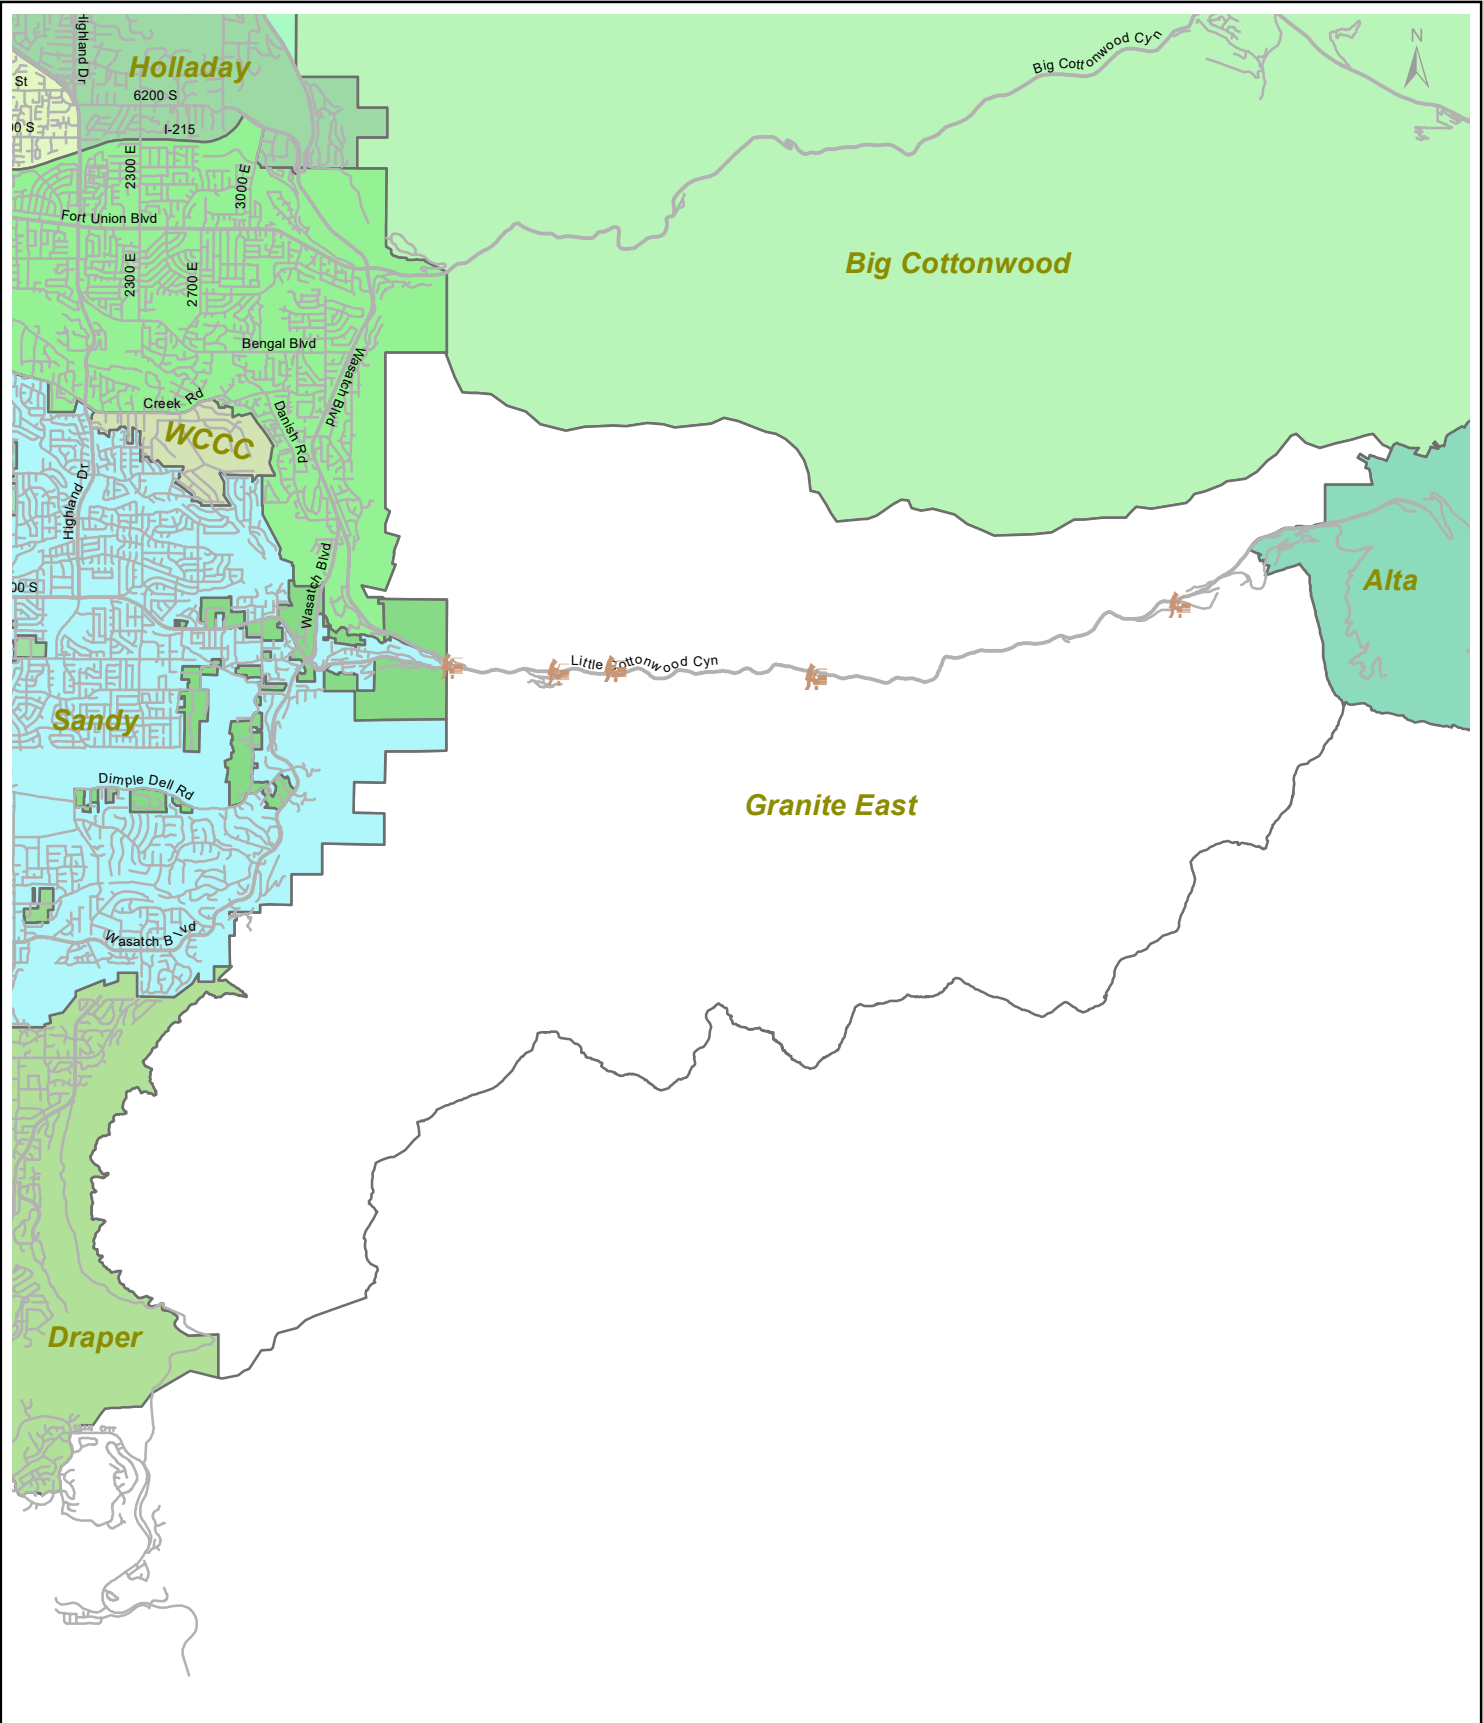 Highland Dr
Holladay
Big Cottonwood Cyn
N
St
6200 S
00 S
I-215
2300 E
3000 E
Fort Union Blvd
2300 E
2700 E
Big Cottonwood
Bengal Blvd
Wasatch Blvd
Creek Rd
Danish Rd
WCCC
Highland Dr
Wasatch Blvd
00 S
Alta
Little Cottonwood Cyn
Sandy
Dimple Dell Rd
Granite East
Wasatch Blvd
Draper